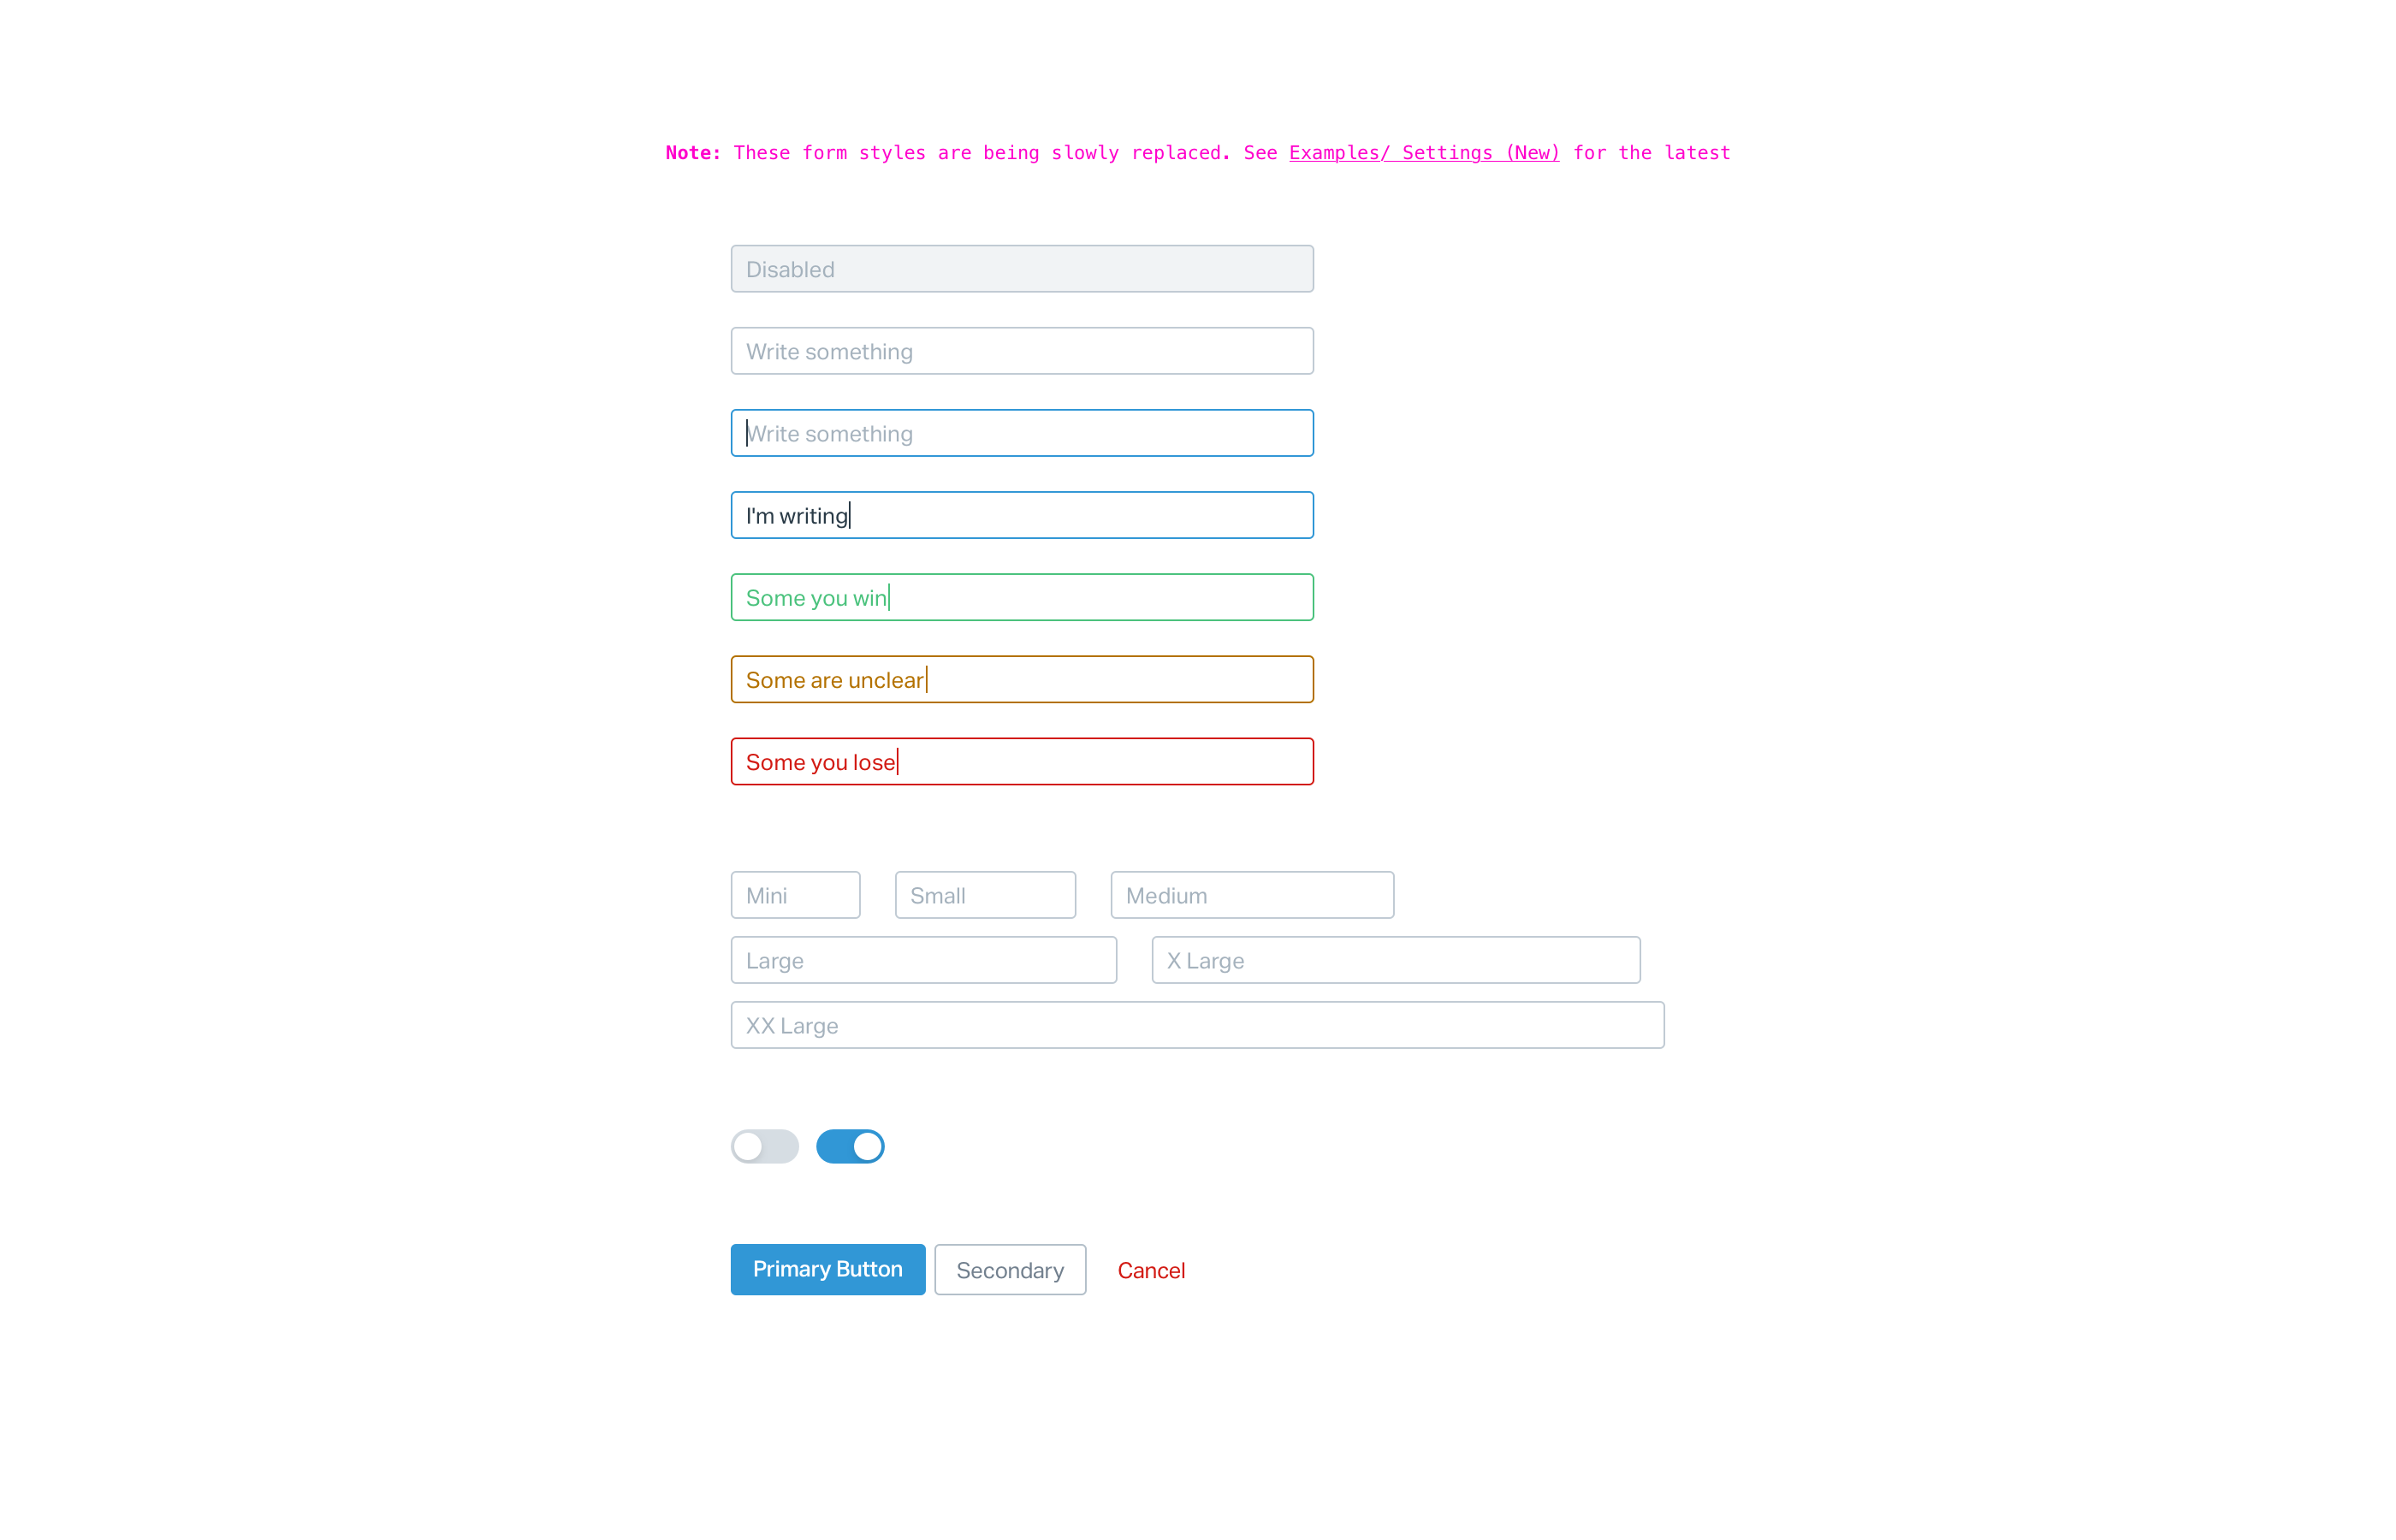 Note: These form styles are being slowly replaced. See Examples/ Settings (New) for the latest
Disabled
Write something
Write something
I'm writing
Some you win
Some are unclear
Some you lose
Mini Small Medium
Large X Large
XX Large
Primary Button Secondary Cancel